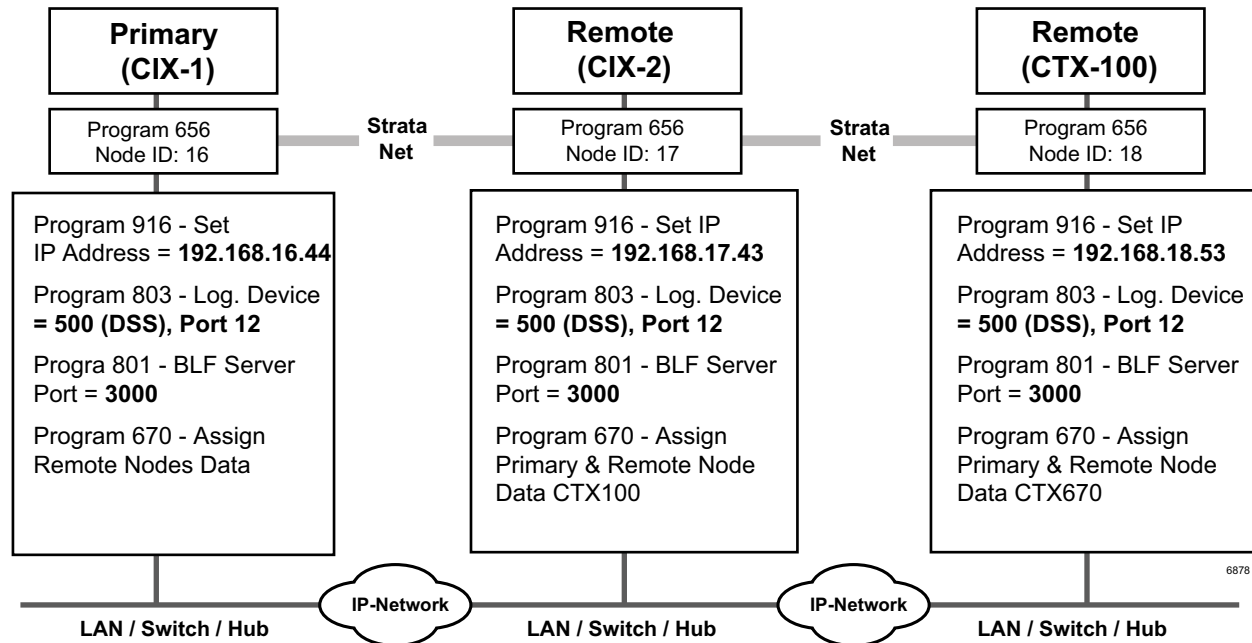 Primary
(CIX-1)
Remote
(CIX-2)
Remote
(CTX-100)
Program 656
Node ID: 16
Strata
Net
Program 656
Node ID: 17
Strata
Net
Program 656
Node ID: 18
Program 916 - Set
IP Address = 192.168.16.44
Program 803 - Log. Device
= 500 (DSS), Port 12
Progra 801 - BLF Server
Port = 3000
Program 670 - Assign
Remote Nodes Data
Program 916 - Set IP
Address = 192.168.17.43
Program 803 - Log. Device
= 500 (DSS), Port 12
Program 801 - BLF Server
Port = 3000
Program 670 - Assign
Primary & Remote Node
Data CTX100
Program 916 - Set IP
Address = 192.168.18.53
Program 803 - Log. Device
= 500 (DSS), Port 12
Program 801 - BLF Server
Port = 3000
Program 670 - Assign
Primary & Remote Node
Data CTX670
6878
IP-Network
IP-Network
LAN / Switch / Hub
LAN / Switch / Hub
LAN / Switch / Hub